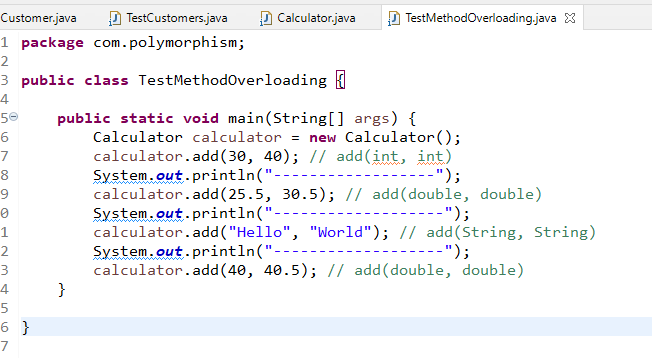 Customer.java TestCustomers.java Calculator.java TestMethodOverloading.java
1 package com.polymorphism;
2
3 public class TestMethodOverloading {
4
5 public static void main(String[] args) {
6 Calculator calculator = new Calculator();
7 calculator.add(30, 40); // add(int, int)
8 System.out.println("------------------");
9 calculator.add(25.5, 30.5); // add(double, double)
0 System.out.println("-------------------");
1 calculator.add("Hello", "World"); // add(String, String)
2 System.out.println("-------------------");
3 calculator.add(40, 40.5); // add(double, double)
4 }
5
6 }
7